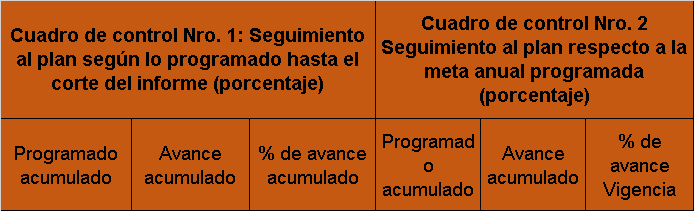 Cuadro de control Nro. 1: Seguimiento
al plan según lo programado hasta el
corte del informe (porcentaje)
Cuadro de control Nro. 2
Seguimiento al plan respecto a la
meta anual programada
(porcentaje)
Programado
acumulado
Avance
acumulado
% de avance
acumulado
Programad
o
acumulado
Avance
acumulado
% de
avance
Vigencia